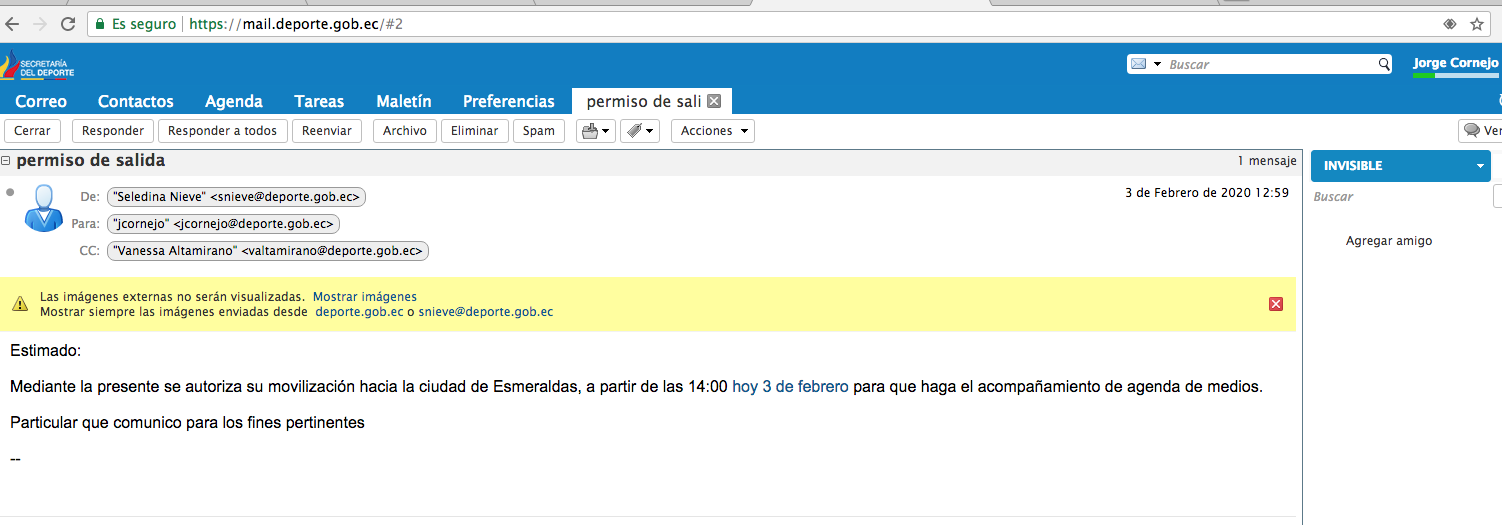 Es seguro https://mail.deporte.gob.ec/#2
SECRETARÍA
DEL DEPORTE
Buscar
Jorge Cornejo
Correo Contactos Agenda Tareas Maletín Preferencias permiso de sali
Cerrar Responder Responder a todos Reenviar Archivo Eliminar Spam Acciones Ver
permiso de salida 1 mensaje
De: "Seledina Nieve" <snieve@deporte.gob.ec> 3 de Febrero de 2020 12:59
Para: "jcornejo" <jcornejo@deporte.gob.ec>
CC: "Vanessa Altamirano" <valtamirano@deporte.gob.ec>
Las imágenes externas no serán visualizadas. Mostrar imágenes
Mostrar siempre las imágenes enviadas desde deporte.gob.ec o snieve@deporte.gob.ec
Estimado:
Mediante la presente se autoriza su movilización hacia la ciudad de Esmeraldas, a partir de las 14:00 hoy 3 de febrero para que haga el acompañamiento de agenda de medios.
Particular que comunico para los fines pertinentes
--
INVISIBLE
Buscar
Agregar amigo